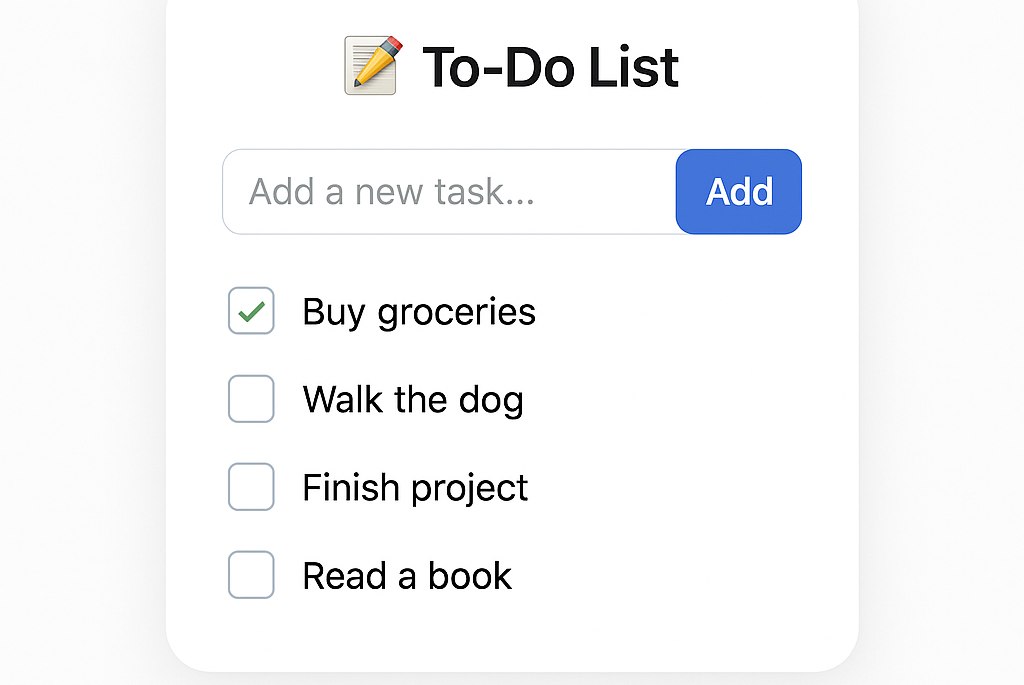 To-Do List
Add a new task...
Add
Buy groceries
Walk the dog
Finish project
Read a book